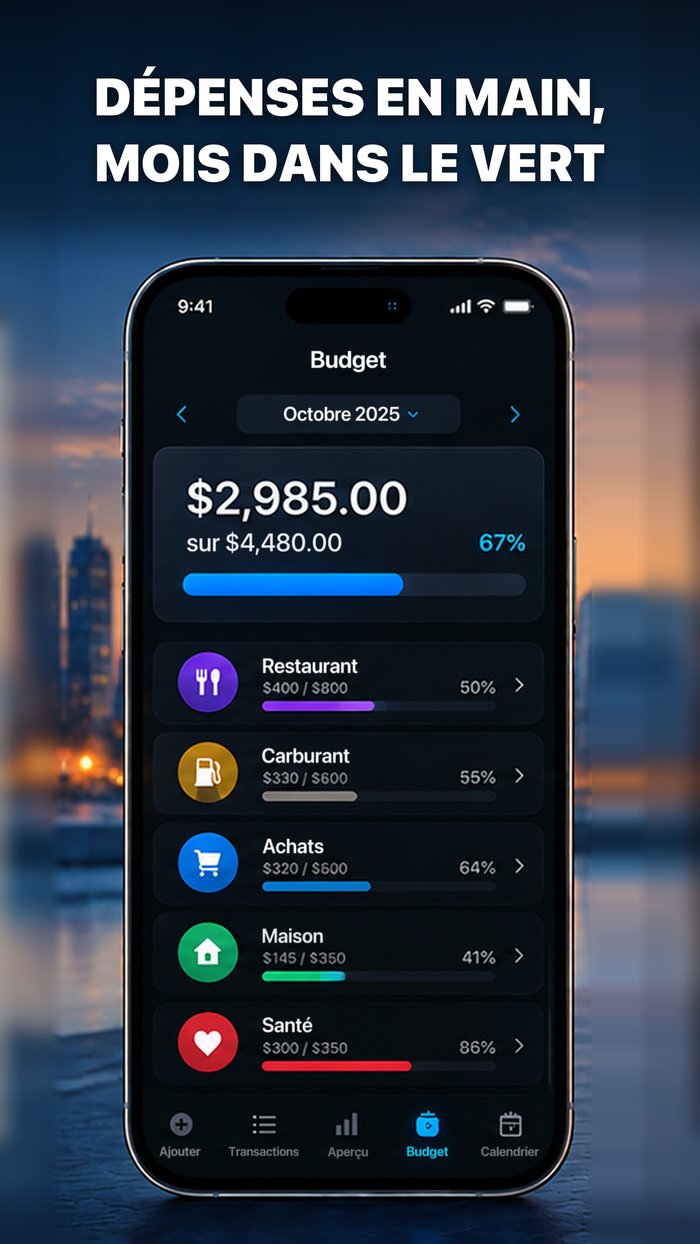 DÉPENSES EN MAIN,
MOIS DANS LE VERT
9:41
Budget
Octobre 2025
$2,985.00
sur $4,480.00
67%
Restaurant
$400 / $800
50%
Carburant
$330 / $600
55%
Achats
$320 / $600
64%
Maison
$145 / $350
41%
Santé
$300 / $350
86%
Ajouter
Transactions
Aperçu
Budget
Calendrier